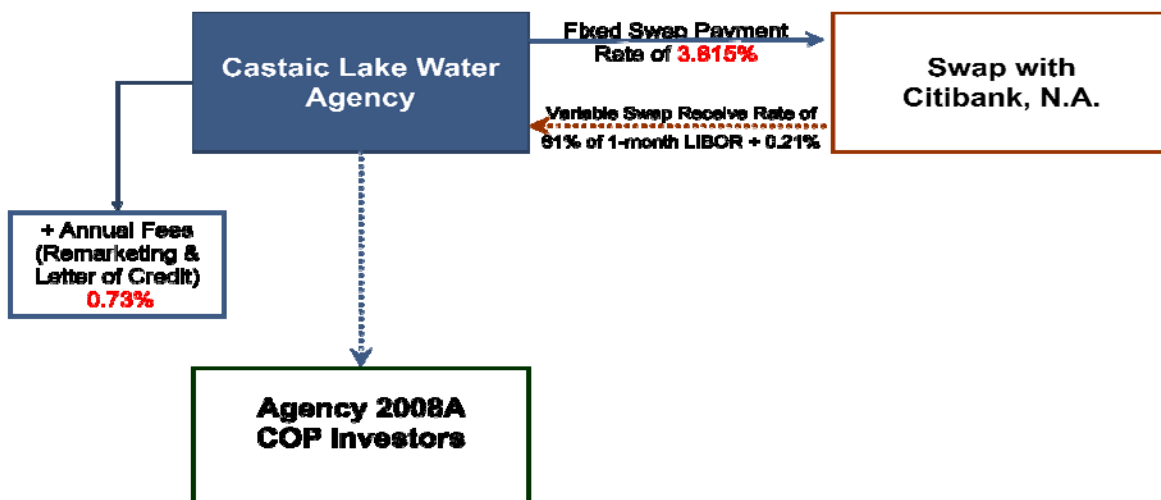 Fixed Swap Payment
Rate of 3.815%
Castaic Lake Water
Agency
Swap with
Citibank, N.A.
Variable Swap Receive Rate of
61% of 1-month LIBOR + 0.21%
+ Annual Fees
(Remarketing &
Letter of Credit)
0.73%
Agency 2008A
COP Investors